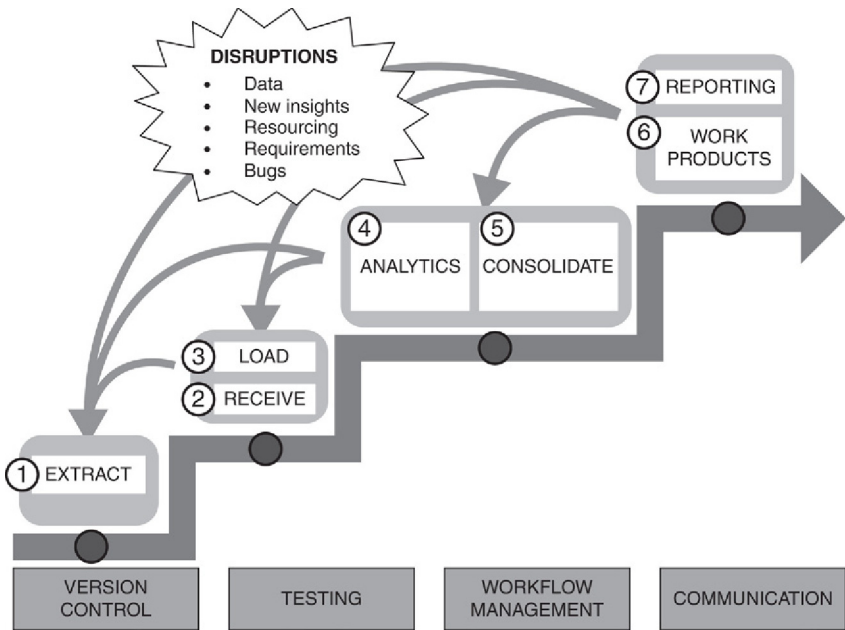 DISRUPTIONS
• Data
• New insights
• Resourcing
• Requirements
• Bugs
7 REPORTING
6 WORK
PRODUCTS
4 ANALYTICS
5 CONSOLIDATE
3 LOAD
2 RECEIVE
1 EXTRACT
VERSION
CONTROL
TESTING
WORKFLOW
MANAGEMENT
COMMUNICATION